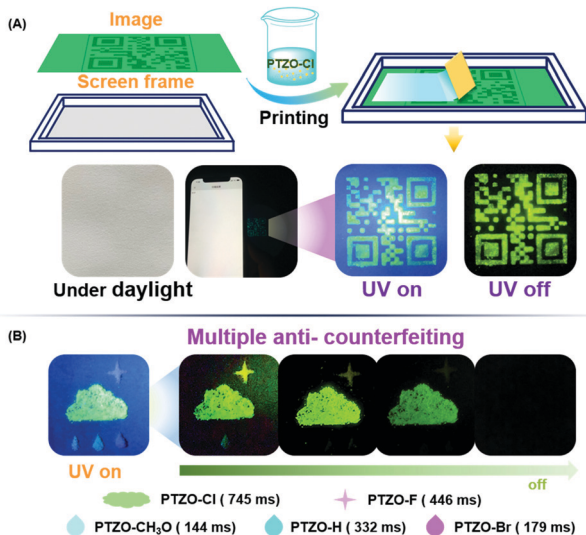 (A)
Image
PTZO-Cl
Screen frame
Printing
Under daylight
UV on
UV off
(B)
Multiple anti- counterfeiting
UV on
off
PTZO-Cl ( 745 ms)
PTZO-F ( 446 ms)
PTZO-CH₃O ( 144 ms)
PTZO-H ( 332 ms)
PTZO-Br ( 179 ms)